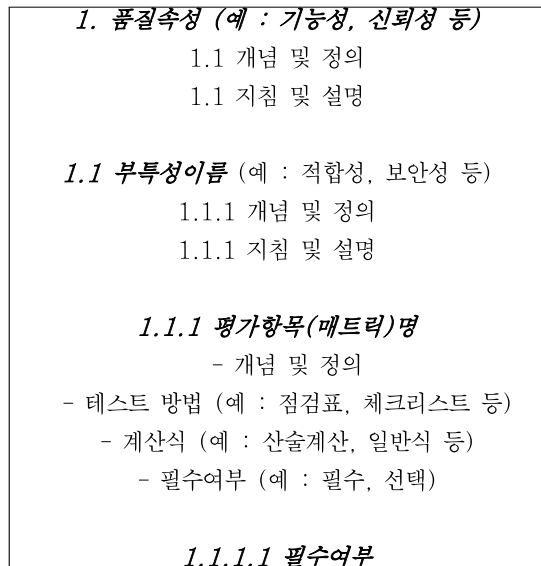 1. 품질속성 (예 : 기능성, 신뢰성 등)
1.1 개념 및 정의
1.1 지침 및 설명
1.1 부특성이름 (예 : 적합성, 보안성 등)
1.1.1 개념 및 정의
1.1.1 지침 및 설명
1.1.1 평가항목(매트릭)명
- 개념 및 정의
- 테스트 방법 (예 : 점검표, 체크리스트 등)
- 계산식 (예 : 산술계산, 일반식 등)
- 필수여부 (예 : 필수, 선택)
1.1.1.1 필수여부